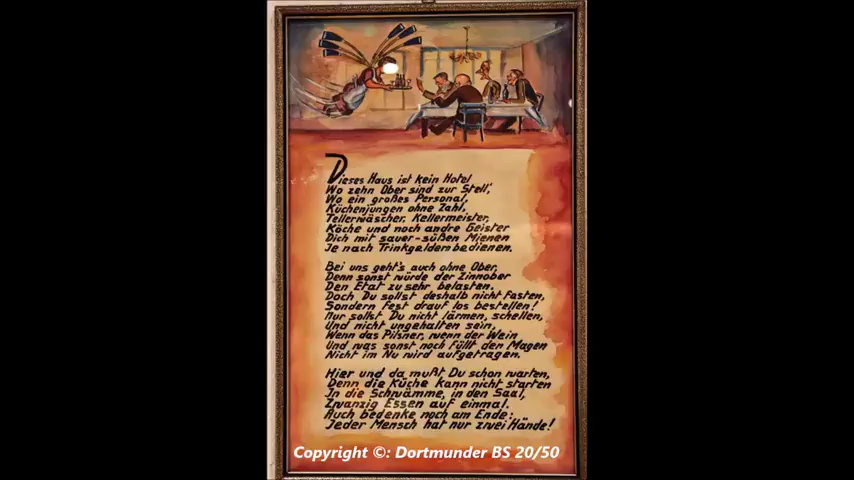 Dieses Haus ist kein Hotel
Wo zehn Ober sind zur Stell',
Wo ein großes Personal,
Küchenjungen ohne Zahl,
Tellerwäscher, Kellermeister,
Köche und noch andre Geister
Dich mit sauer-süßen Mienen
Je nach Trinkgeldern bedienen.
Bei uns geht's auch ohne Ober,
Denn sonst würde der Zinnober
Den Etat zu sehr belasten.
Doch Du sollst deshalb nicht fasten,
Sondern fest drauf los bestellen!
Nur sollst Du nicht lärmen, schellen,
Und nicht ungehalten sein,
Wenn das Pilsner, wenn der Wein
Und was sonst noch füllt den Magen
Nicht im Nu wird aufgetragen.
Hier und da mußt Du schon warten,
Denn die Küche kann nicht starten
In die Schwämme, in den Saal,
Zwanzig Essen auf einmal.
Auch bedenke noch am Ende:
Jeder Mensch hat nur zwei Hände!
Copyright ©: Dortmunder BS 20/50